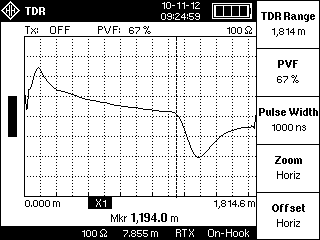 TDR
10-11-12
09:24:59
Tx: OFF PVF: 67 % 100 Ω
TDR Range
1,814 m
PVF
67 %
Pulse Width
1000 ns
Zoom
Horiz
Offset
Horiz
0.000 m X1 1,814.6 m
Mkr 1,194.0 m
100 Ω 7.855 m RTX On-Hook